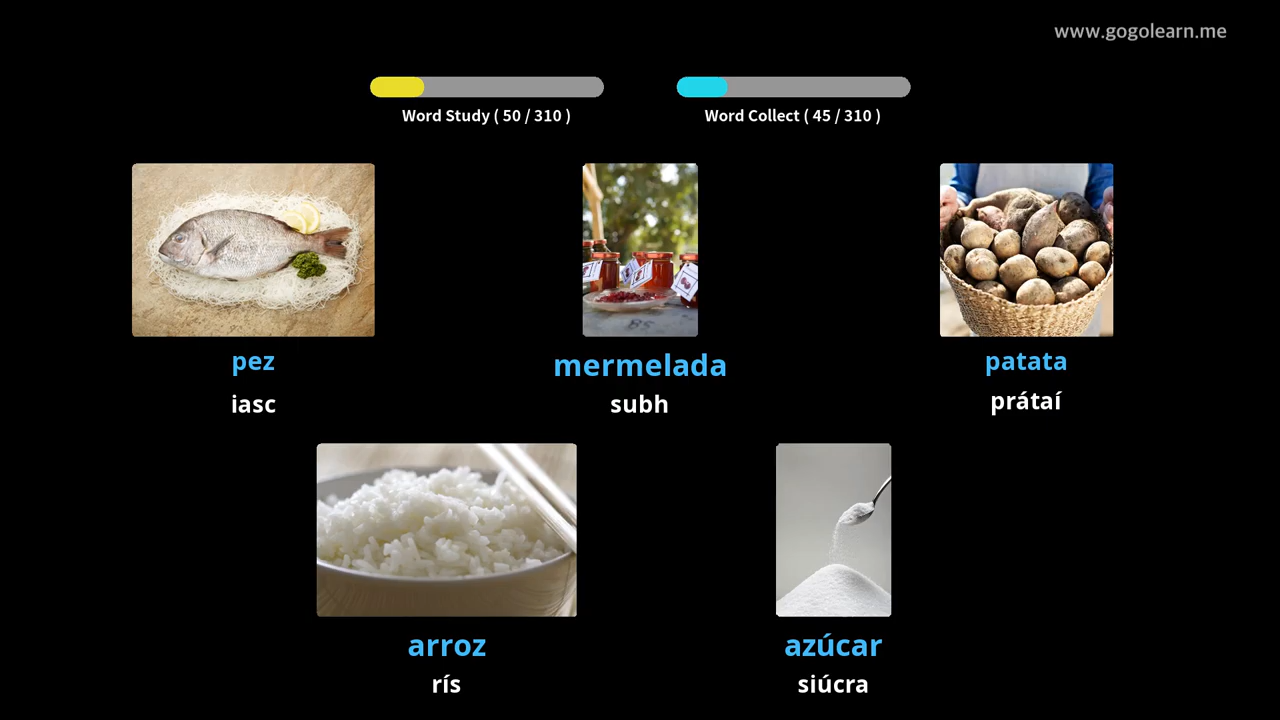 www.gogolearn.me
Word Study ( 50 / 310 )
Word Collect ( 45 / 310 )
pez
mermelada
patata
iasc
subh
prátaí
arroz
azúcar
rís
siúcra